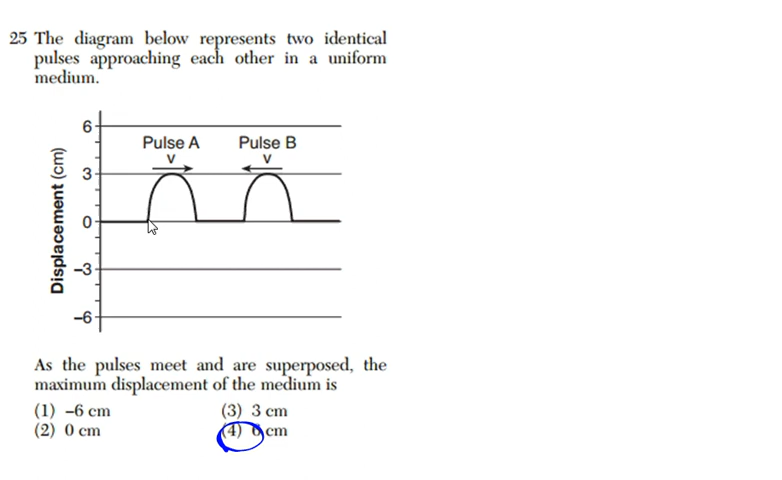 25 The diagram below represents two identical
pulses approaching each other in a uniform
medium.
6
Pulse A Pulse B
v v
3
Displacement (cm)
0
−3
−6
As the pulses meet and are superposed, the
maximum displacement of the medium is
(1) −6 cm (3) 3 cm
(2) 0 cm (4) 6 cm